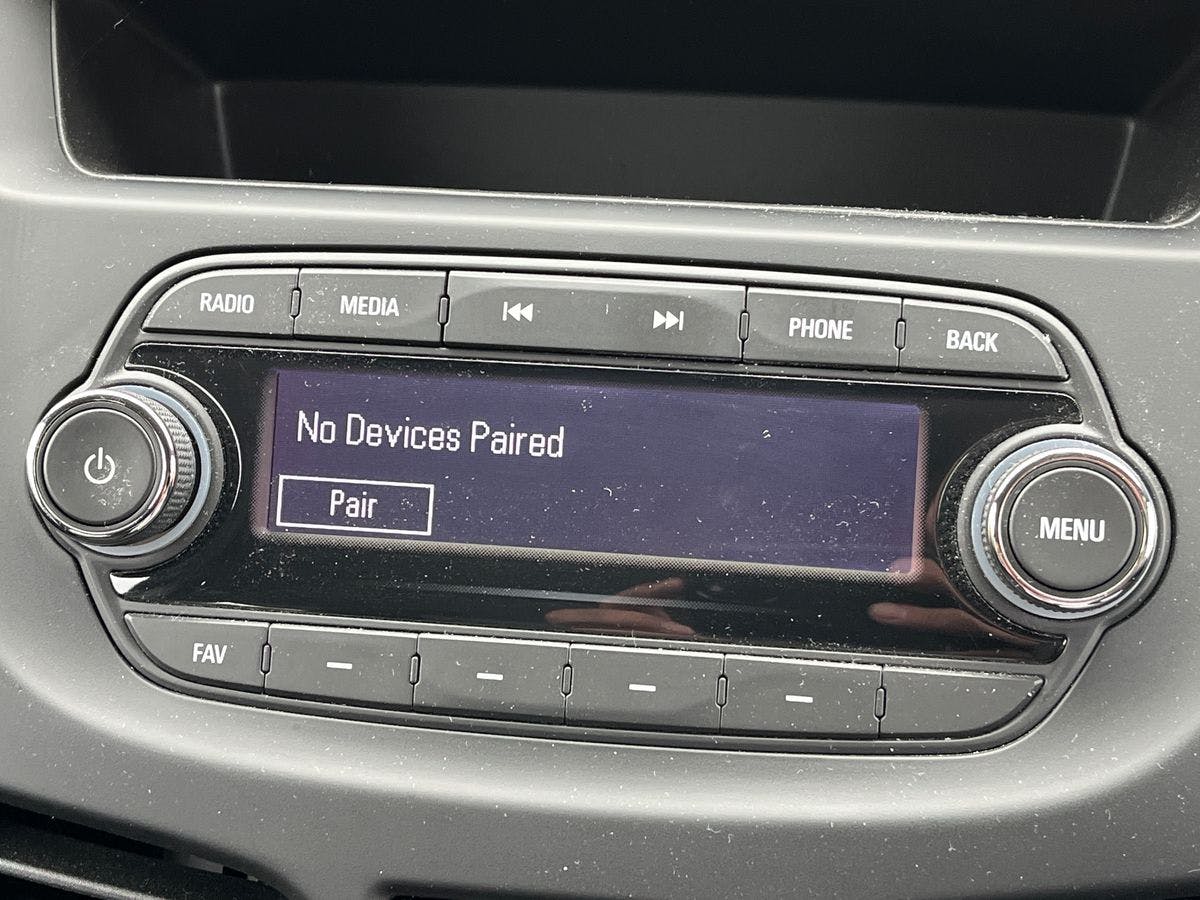 RADIO
MEDIA
PHONE
BACK
No Devices Paired
Pair
MENU
FAV